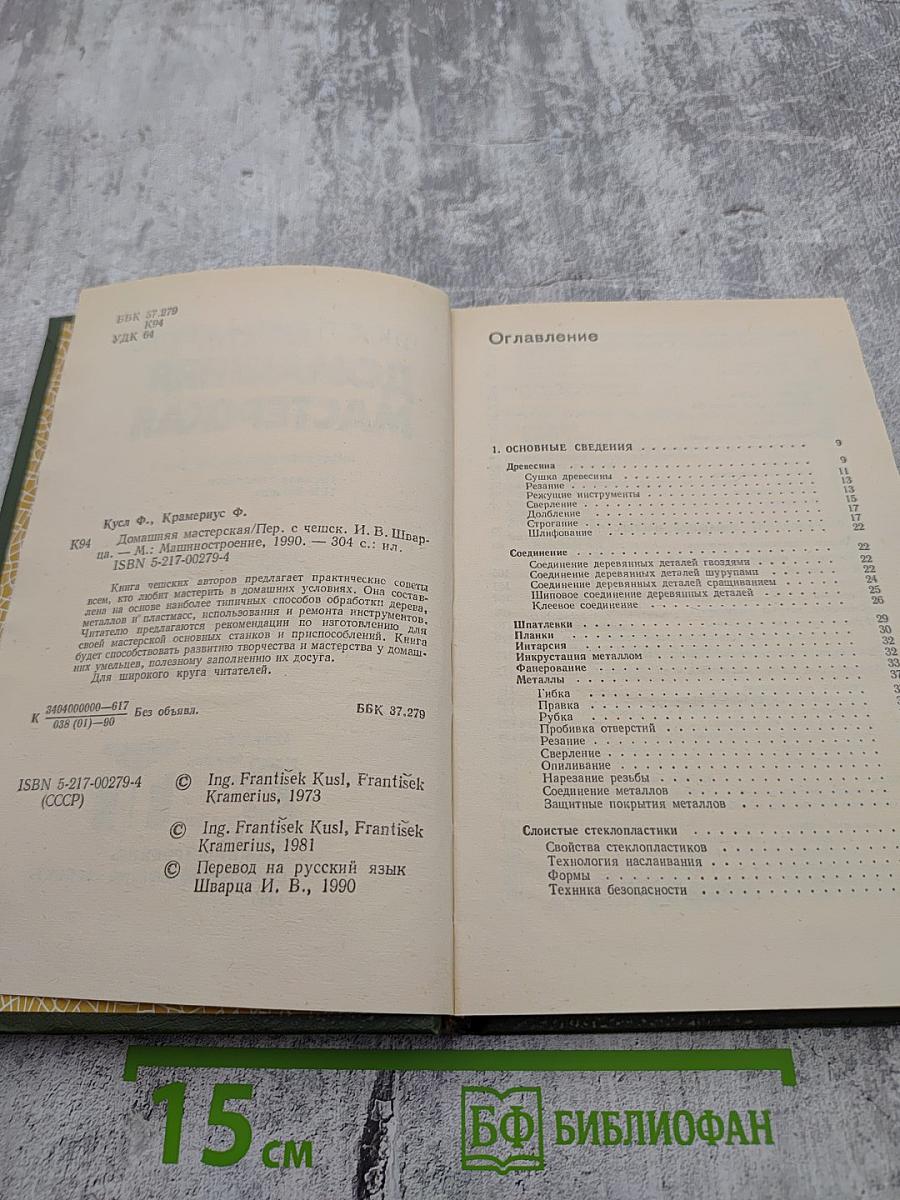 ББК 37.279
К94
УДК 64
Кусл Ф., Крамериус Ф.
К94 Домашняя мастерская/Пер. с чешск. И. В. Швар-
ца. — М.: Машиностроение, 1990. — 304 с.: ил.
ISBN 5-217-00279-4
Книга чешских авторов предлагает практические советы
всем, кто любит мастерить в домашних условиях. Она состав-
лена на основе наиболее типичных способов обработки дерева,
металлов и пластмасс, использования и ремонта инструментов.
Читателю предлагаются рекомендации по изготовлению для
своей мастерской основных станков и приспособлений. Книга
будет способствовать развитию творчества и мастерства у домаш-
них умельцев, полезному заполнению их досуга.
Для широкого круга читателей.
К 3404000000—617
038 (01)—90 Без объявл. ББК 37.279
ISBN 5-217-00279-4
(СССР)
© Ing. František Kusl, František
Kramerius, 1973
© Ing. František Kusl, František
Kramerius, 1981
© Перевод на русский язык
Шварца И. В., 1990
Оглавление
1. ОСНОВНЫЕ СВЕДЕНИЯ . . . . . . . . . . . . . 9
Древесина . . . . . . . . . . . . . 9
Сушка древесины . . . . . . . . . . . . . 11
Резание . . . . . . . . . . . . . 13
Режущие инструменты . . . . . . . . . . . . . 13
Сверление . . . . . . . . . . . . . 15
Долбление . . . . . . . . . . . . . 17
Строгание . . . . . . . . . . . . . 17
Шлифование . . . . . . . . . . . . . 22
Соединение . . . . . . . . . . . . . 22
Соединение деревянных деталей гвоздями . . . . . . . 22
Соединение деревянных деталей шурупами . . . . . . . 22
Соединение деревянных деталей сращиванием . . . . . . 24
Шиповое соединение деревянных деталей . . . . . . . 25
Клеевое соединение . . . . . . . . . . . . . 26
Шпатлевки . . . . . . . . . . . . . 29
Планки . . . . . . . . . . . . . 30
Интарсия . . . . . . . . . . . . . 32
Инкрустация металлом . . . . . . . . . . . . . 32
Фанерование . . . . . . . . . . . . . 33
Металлы . . . . . . . . . . . . . 37
Гибка . . . . . . . . . . . . . 3
Правка . . . . . . . . . . . . .
Рубка . . . . . . . . . . . . .
Пробивка отверстий . . . . . . . . . . . . .
Резание . . . . . . . . . . . . .
Сверление . . . . . . . . . . . . .
Опиливание . . . . . . . . . . . . .
Нарезание резьбы . . . . . . . . . . . . .
Соединение металлов . . . . . . . . . . . . .
Защитные покрытия металлов . . . . . . . . . . . . .
Слоистые стеклопластики . . . . . . . . . . . . .
Свойства стеклопластиков . . . . . . . . . . . . .
Технология наслаивания . . . . . . . . . . . . .
Формы . . . . . . . . . . . . .
Техника безопасности . . . . . . . . . . . . .
15 см
БФ БИБЛИОФАН